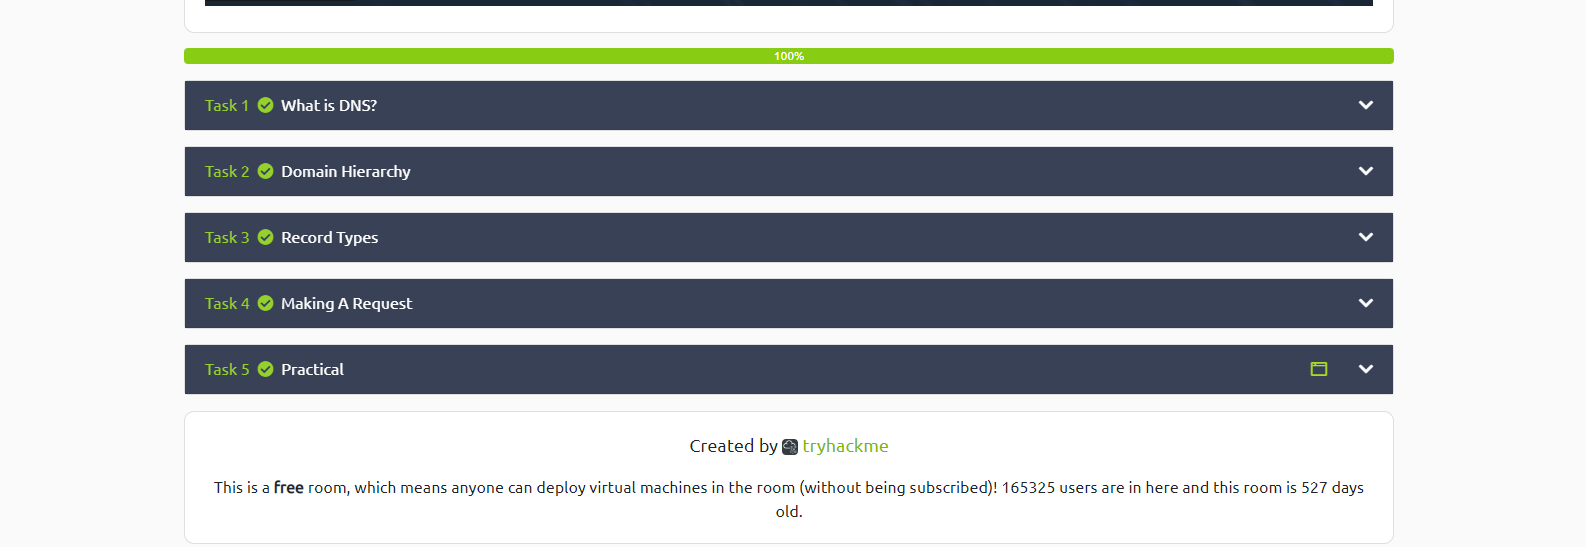 100%
Task 1 What is DNS?
Task 2 Domain Hierarchy
Task 3 Record Types
Task 4 Making A Request
Task 5 Practical
Created by tryhackme
This is a free room, which means anyone can deploy virtual machines in the room (without being subscribed)! 165325 users are in here and this room is 527 days
old.